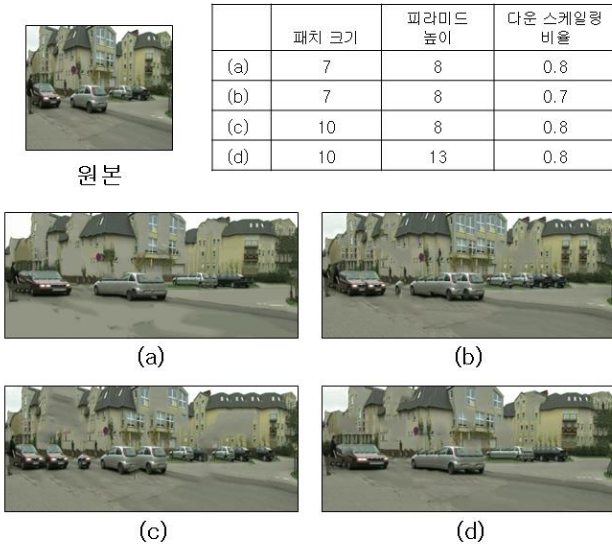 패치 크기
피라미드
높이
다운 스케일링
비율
(a) 7 8 0.8
(b) 7 8 0.7
(c) 10 8 0.8
(d) 10 13 0.8
원본
(a)
(b)
(c)
(d)